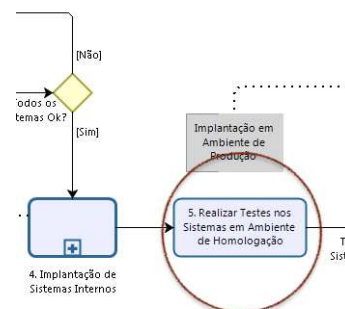 [Não]
odos os
temas Ok?
[Sim]
Implantação em
Ambiente de
Produção
5. Realizar Testes nos
Sistemas em Ambiente
de Homologação
4. Implantação de
Sistemas Internos
T
Sist